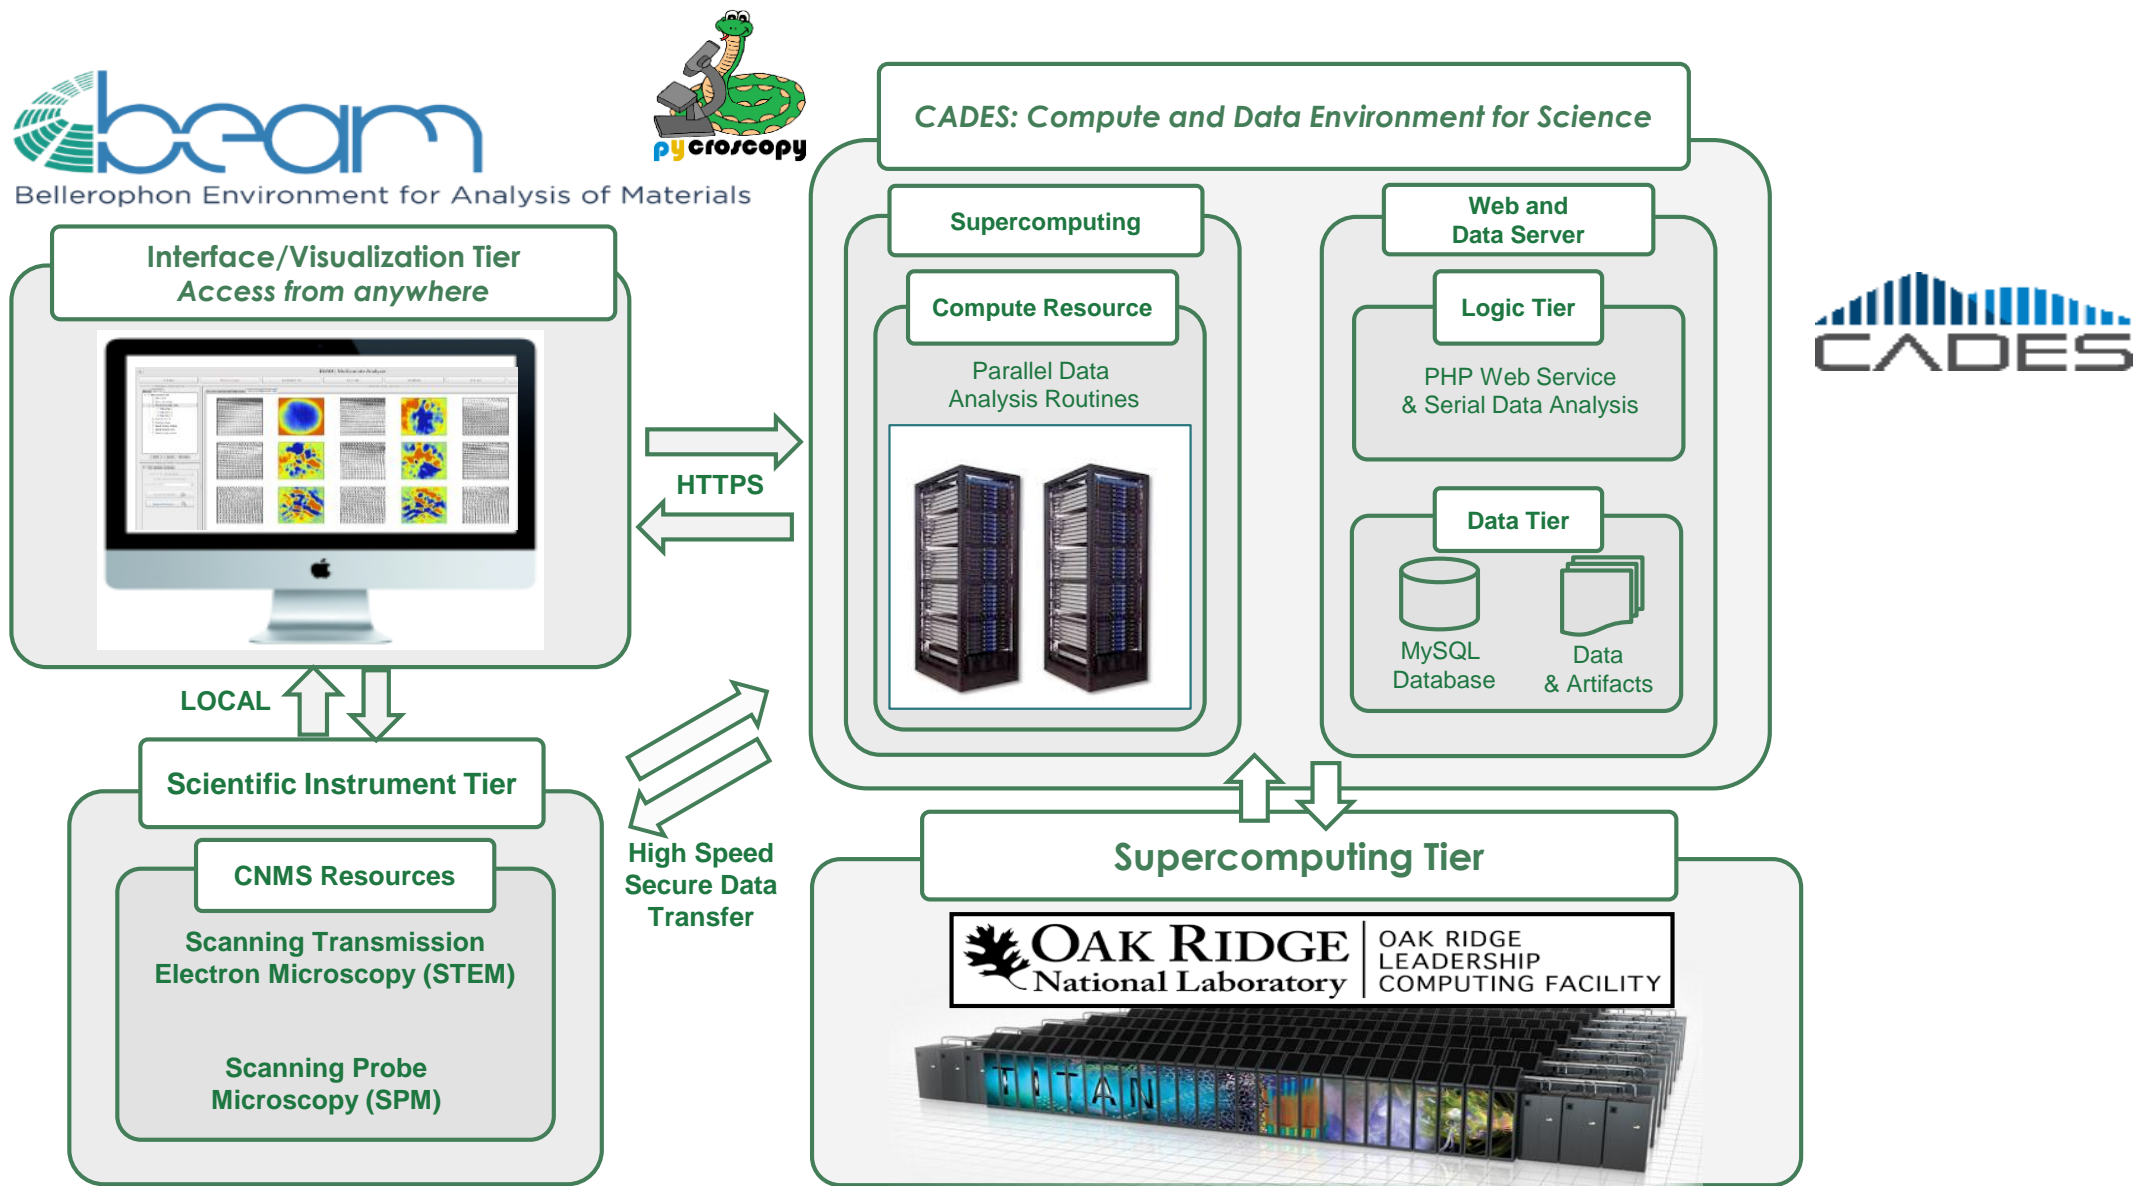 beam
Bellerophon Environment for Analysis of Materials
pycroscopy
Interface/Visualization Tier
Access from anywhere
LOCAL
Scientific Instrument Tier
CNMS Resources
Scanning Transmission
Electron Microscopy (STEM)
Scanning Probe
Microscopy (SPM)
HTTPS
High Speed
Secure Data
Transfer
CADES: Compute and Data Environment for Science
Supercomputing
Compute Resource
Parallel Data
Analysis Routines
Web and
Data Server
Logic Tier
PHP Web Service
& Serial Data Analysis
Data Tier
MySQL
Database
Data
& Artifacts
CADES
Supercomputing Tier
OAK RIDGE
National Laboratory
OAK RIDGE
LEADERSHIP
COMPUTING FACILITY
TITAN